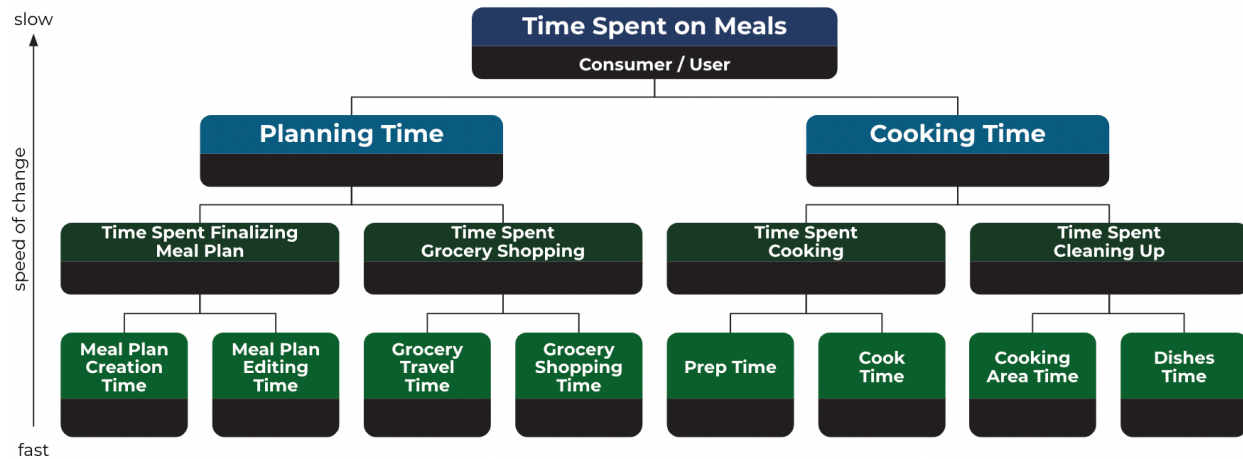 slow
Time Spent on Meals
Consumer / User
Planning Time
Cooking Time
speed of change
Time Spent Finalizing
Meal Plan
Time Spent
Grocery Shopping
Time Spent
Cooking
Time Spent
Cleaning Up
Meal Plan
Creation
Time
Meal Plan
Editing
Time
Grocery
Travel
Time
Grocery
Shopping
Time
Prep Time
Cook
Time
Cooking
Area Time
Dishes
Time
fast